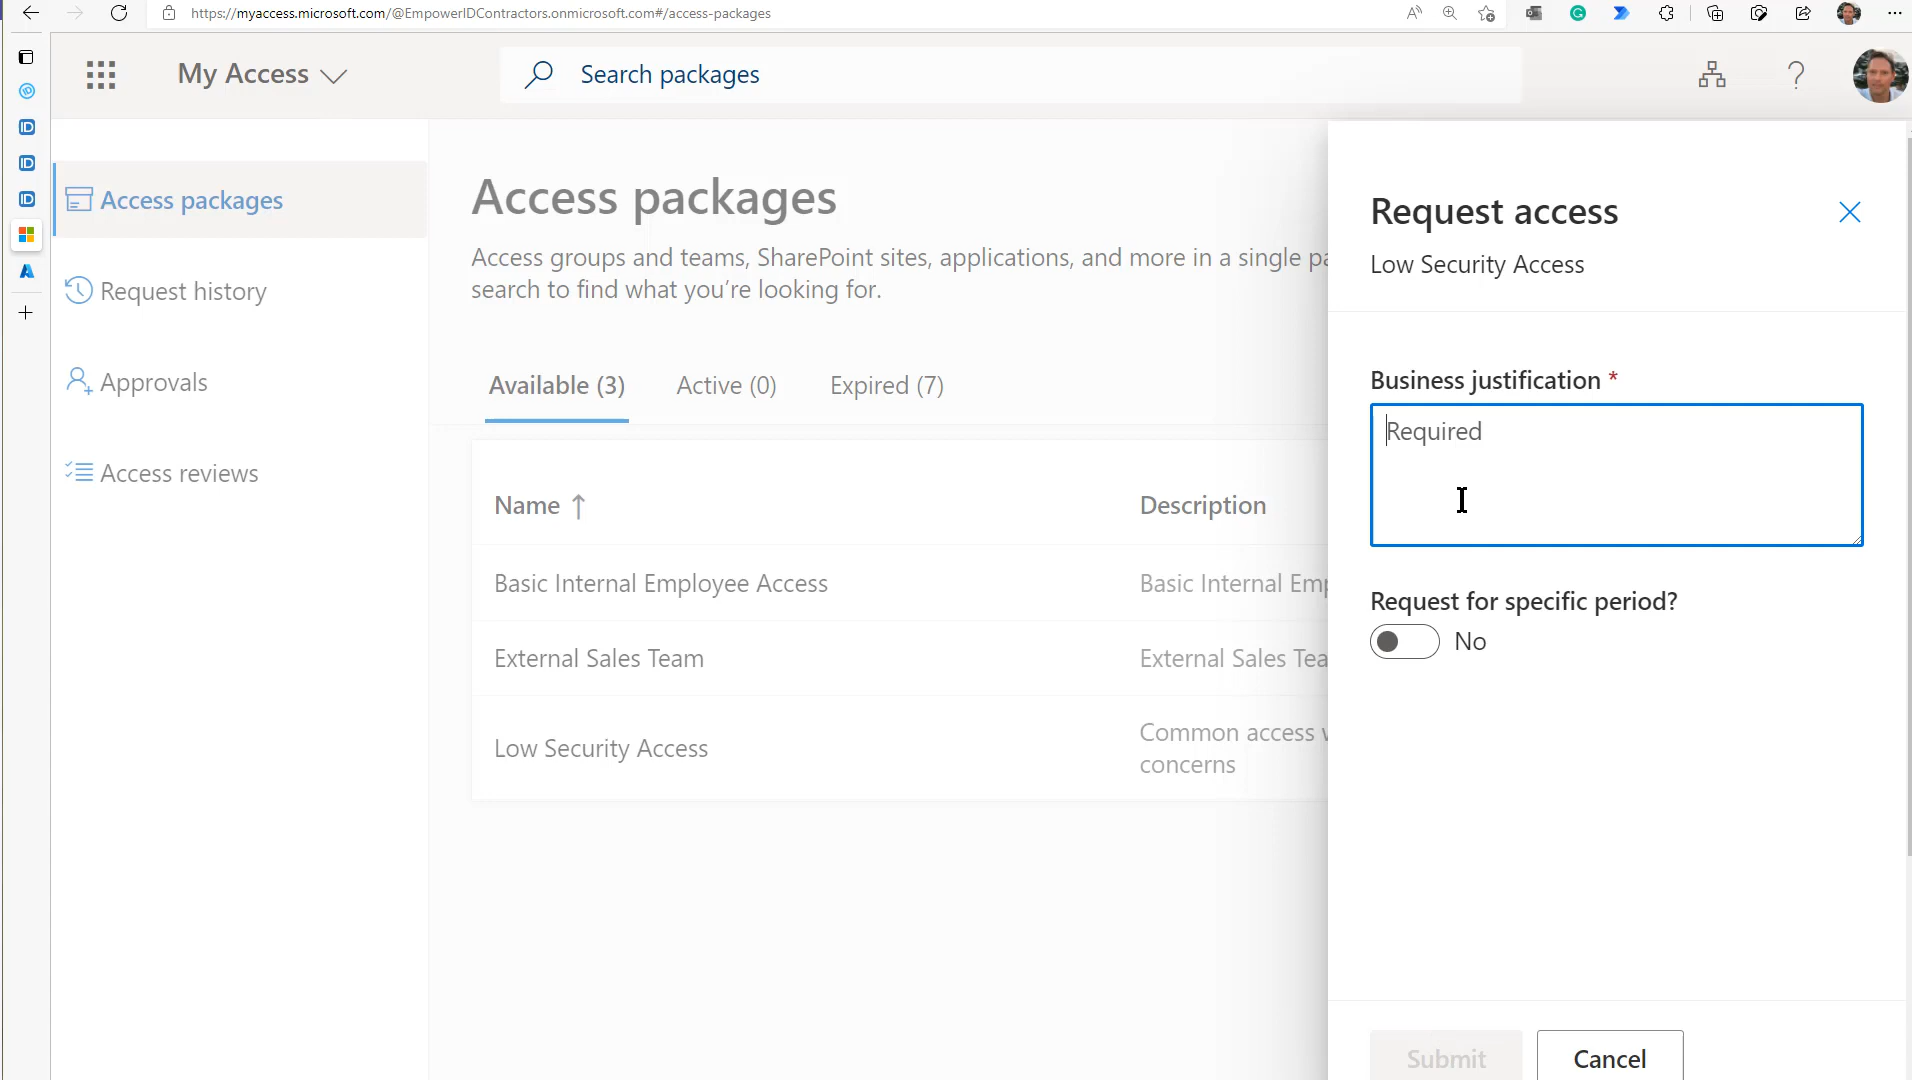 https://myaccess.microsoft.com/@EmpowerIDContractors.onmicrosoft.com#/access-packages
My Access
Search packages
Access packages
Request history
Approvals
Access reviews
Access packages
Access groups and teams, SharePoint sites, applications, and more in a single
search to find what you're looking for.
Available (3)
Active (0)
Expired (7)
Name
Description
Basic Internal Employee Access
Basic Internal
External Sales Team
External Sales
Low Security Access
Common access
concerns
Request access
Low Security Access
Business justification *
Required
Request for specific period?
No
Submit
Cancel